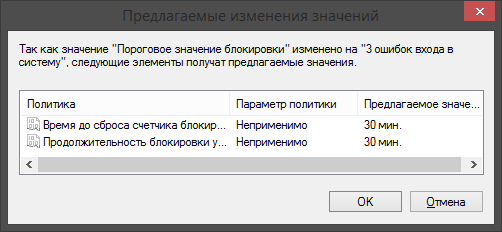 Предлагаемые изменения значений
Так как значение "Пороговое значение блокировки" изменено на "3 ошибок входа в
систему", следующие элементы получат предлагаемые значения.
Политика Параметр политики Предлагаемое значе...
Время до сброса счетчика блокир... Неприменимо 30 мин.
Продолжительность блокировки у... Неприменимо 30 мин.
OK Отмена